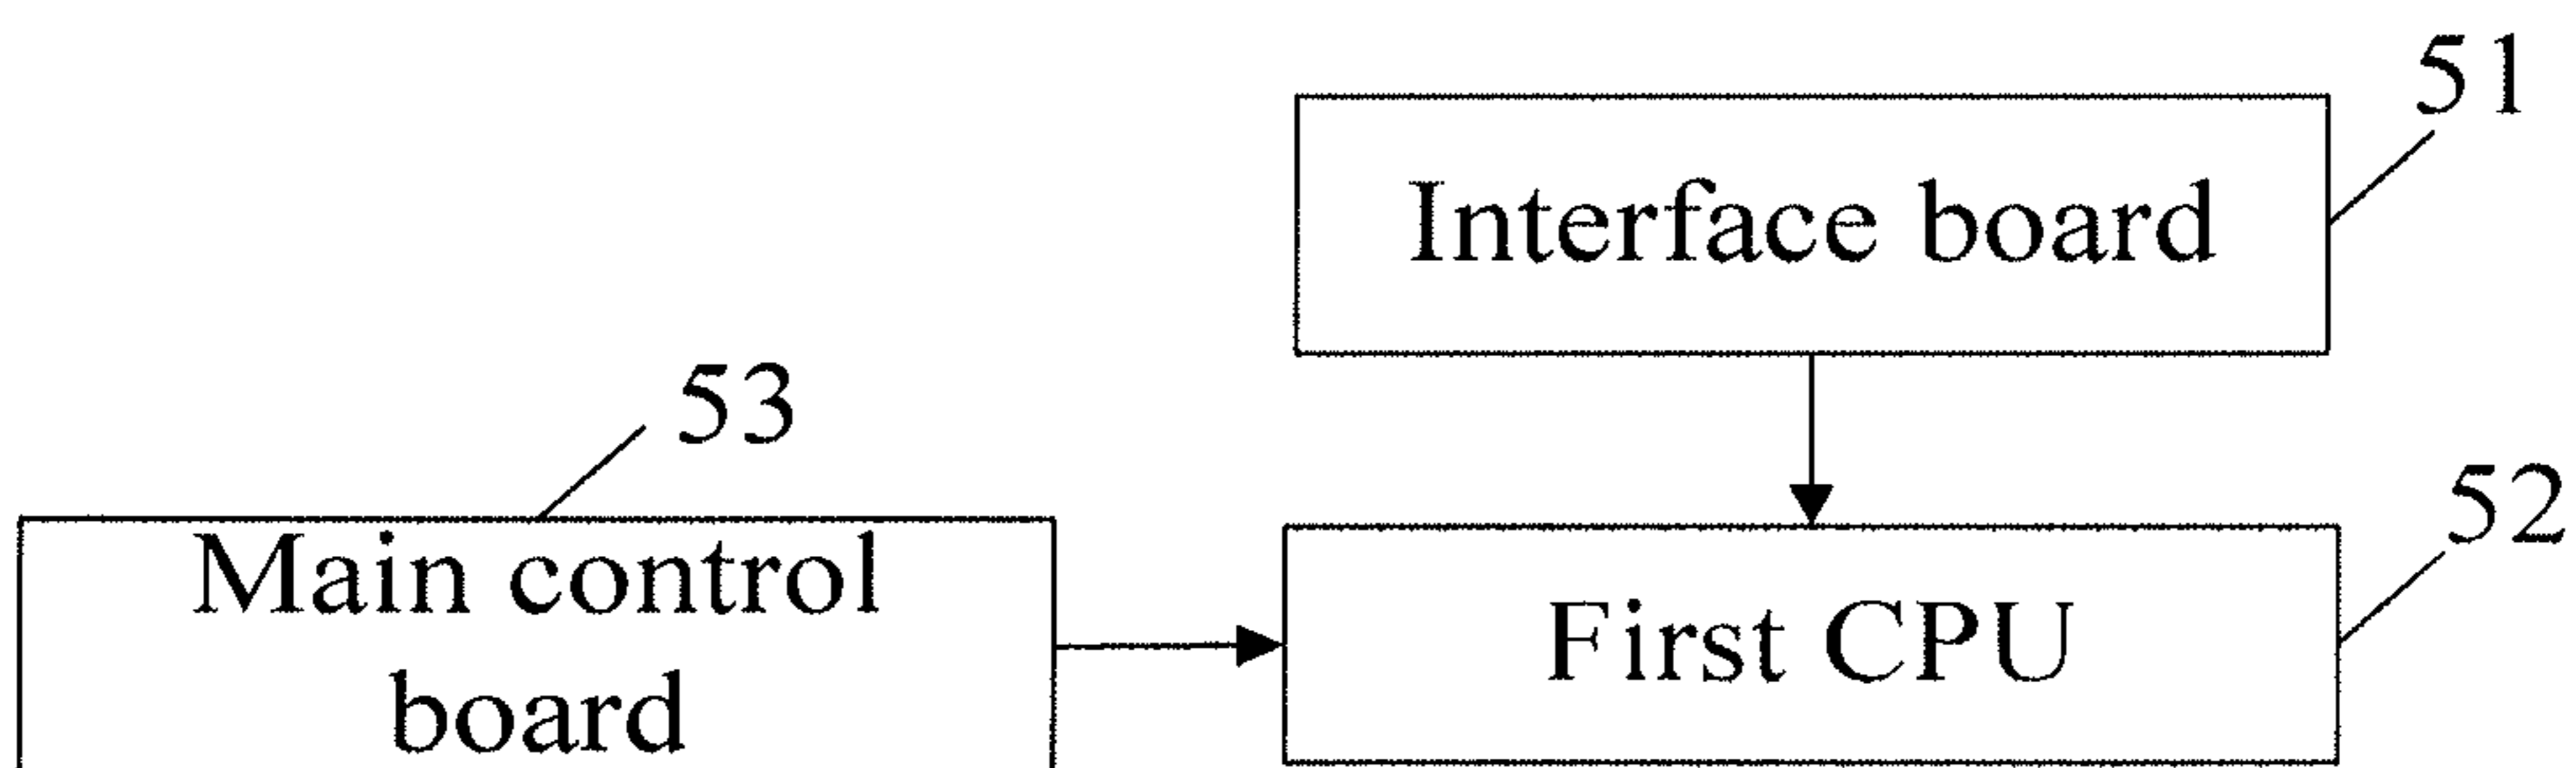 51
Interface board
53
52
Main control
board
First CPU